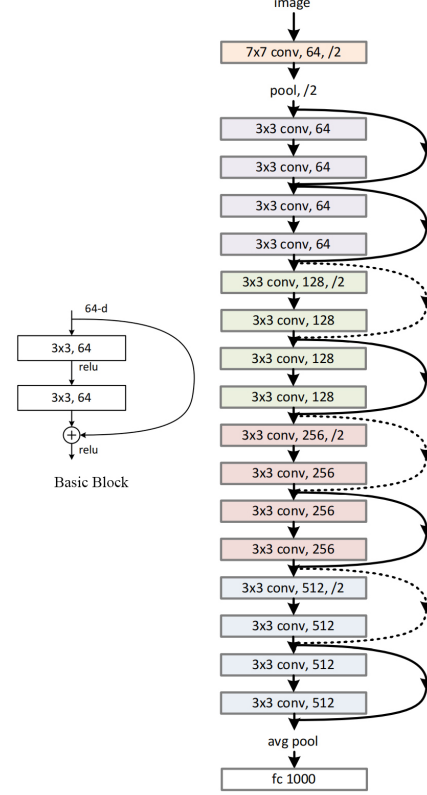 image
7x7 conv, 64, /2
pool, /2
3x3 conv, 64
3x3 conv, 64
3x3 conv, 64
3x3 conv, 64
3x3 conv, 128, /2
3x3 conv, 128
3x3 conv, 128
3x3 conv, 128
3x3 conv, 256, /2
3x3 conv, 256
3x3 conv, 256
3x3 conv, 256
3x3 conv, 512, /2
3x3 conv, 512
3x3 conv, 512
3x3 conv, 512
avg pool
fc 1000
64-d
3x3, 64
relu
3x3, 64
+
relu
Basic Block